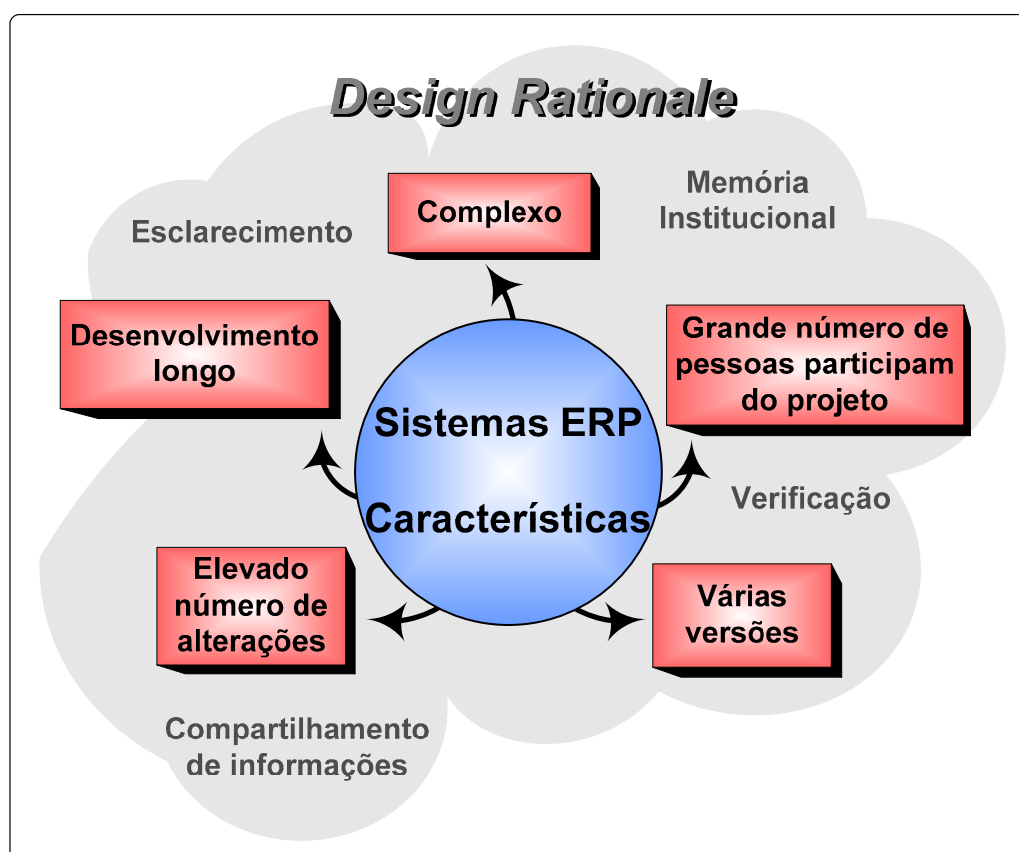 Design Rationale
Complexo
Memória
Institucional
Esclarecimento
Desenvolvimento
longo
Grande número de
pessoas participam
do projeto
Sistemas ERP
Características
Verificação
Elevado
número de
alterações
Várias
versões
Compartilhamento
de informações